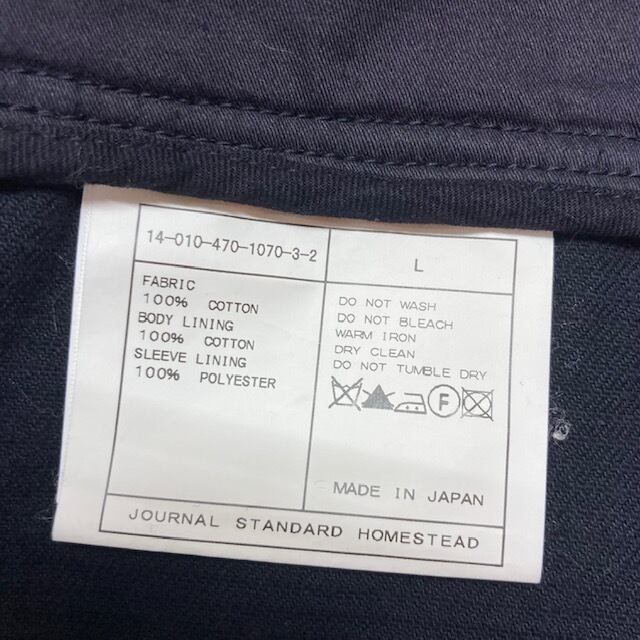 14-010-470-1070-3-2
L
FABRIC
100% COTTON
BODY LINING
100% COTTON
SLEEVE LINING
100% POLYESTER
DO NOT WASH
DO NOT BLEACH
WARM IRON
DRY CLEAN
DO NOT TUMBLE DRY
F
MADE IN JAPAN
JOURNAL STANDARD HOMESTEAD